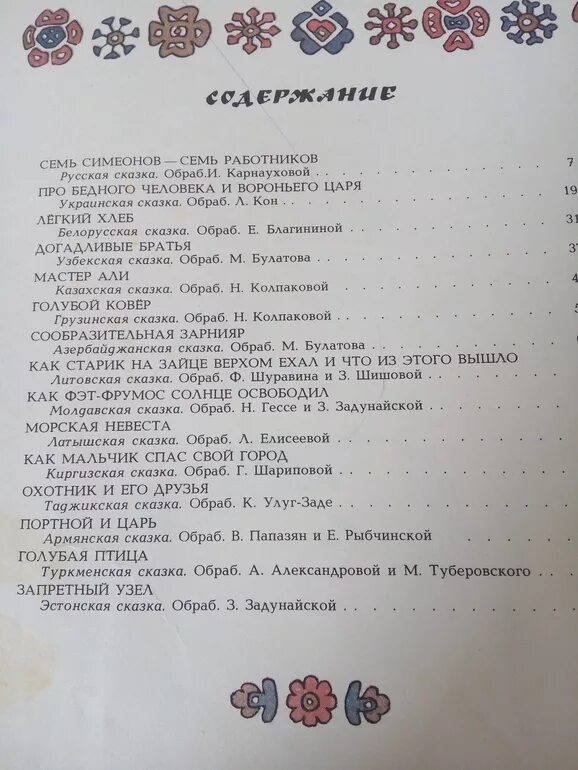 СОДЕРЖАНИЕ
СЕМЬ СИМЕОНОВ — СЕМЬ РАБОТНИКОВ
Русская сказка. Обраб.И. Карнауховой . . . . . . . . . . . . . 7
ПРО БЕДНОГО ЧЕЛОВЕКА И ВОРОНЬЕГО ЦАРЯ
Украинская сказка. Обраб. Л. Кон . . . . . . . . . . . . . . . 19
ЛЁГКИЙ ХЛЕБ
Белорусская сказка. Обраб. Е. Благининой . . . . . . . . . . . 31
ДОГАДЛИВЫЕ БРАТЬЯ
Узбекская сказка. Обраб. М. Булатова . . . . . . . . . . . . . 37
МАСТЕР АЛИ
Казахская сказка. Обраб. Н. Колпаковой . . . . . . . . . . . . 4
ГОЛУБОЙ КОВЁР
Грузинская сказка. Обраб. Н. Колпаковой . . . . . . . . . . .
СООБРАЗИТЕЛЬНАЯ ЗАРНИЯР
Азербайджанская сказка. Обраб. М. Булатова . . . . . . . . . .
КАК СТАРИК НА ЗАЙЦЕ ВЕРХОМ ЕХАЛ И ЧТО ИЗ ЭТОГО ВЫШЛО
Литовская сказка. Обраб. Ф. Шуравина и З. Шишовой . . . . . .
КАК ФЭТ-ФРУМОС СОЛНЦЕ ОСВОБОДИЛ
Молдавская сказка. Обраб. Н. Гессе и З. Задунайской . . . . .
МОРСКАЯ НЕВЕСТА
Латышская сказка. Обраб. Л. Елисеевой . . . . . . . . . . . .
КАК МАЛЬЧИК СПАС СВОЙ ГОРОД
Киргизская сказка. Обраб. Г. Шариповой . . . . . . . . . . . .
ОХОТНИК И ЕГО ДРУЗЬЯ
Таджикская сказка. Обраб. К. Улуг-Заде . . . . . . . . . . . .
ПОРТНОЙ И ЦАРЬ
Армянская сказка. Обраб. В. Папазян и Е. Рыбчинской . . . . .
ГОЛУБАЯ ПТИЦА
Туркменская сказка. Обраб. А. Александровой и М. Туберовского . . .
ЗАПРЕТНЫЙ УЗЕЛ
Эстонская сказка. Обраб. З. Задунайской . . . . . . . . . . .